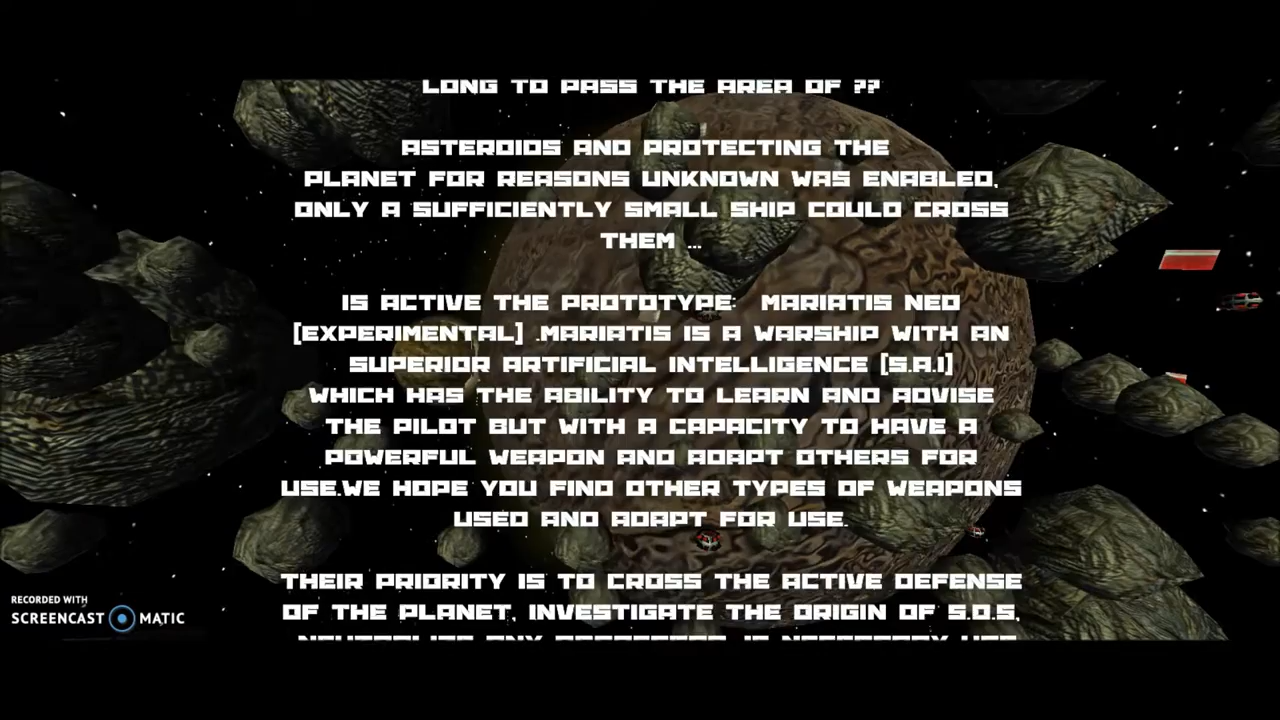 LONG TO PASS THE AREA OF ??
ASTEROIDS AND PROTECTING THE
PLANET FOR REASONS UNKNOWN WAS ENABLED,
ONLY A SUFFICIENTLY SMALL SHIP COULD CROSS
THEM ...
IS ACTIVE THE PROTOTYPE:  MARIATIS NEO
[EXPERIMENTAL] .MARIATIS IS A WARSHIP WITH AN
SUPERIOR ARTIFICIAL INTELLIGENCE [S.A.I]
WHICH HAS THE ABILITY TO LEARN AND ADVISE
THE PILOT BUT WITH A CAPACITY TO HAVE A
POWERFUL WEAPON AND ADAPT OTHERS FOR
USE.WE HOPE YOU FIND OTHER TYPES OF WEAPONS
USED AND ADAPT FOR USE.
THEIR PRIORITY IS TO CROSS THE ACTIVE DEFENSE
OF THE PLANET, INVESTIGATE THE ORIGIN OF S.O.S,
NEUTRALIZE ANY
RECORDED WITH
SCREENCAST MATIC